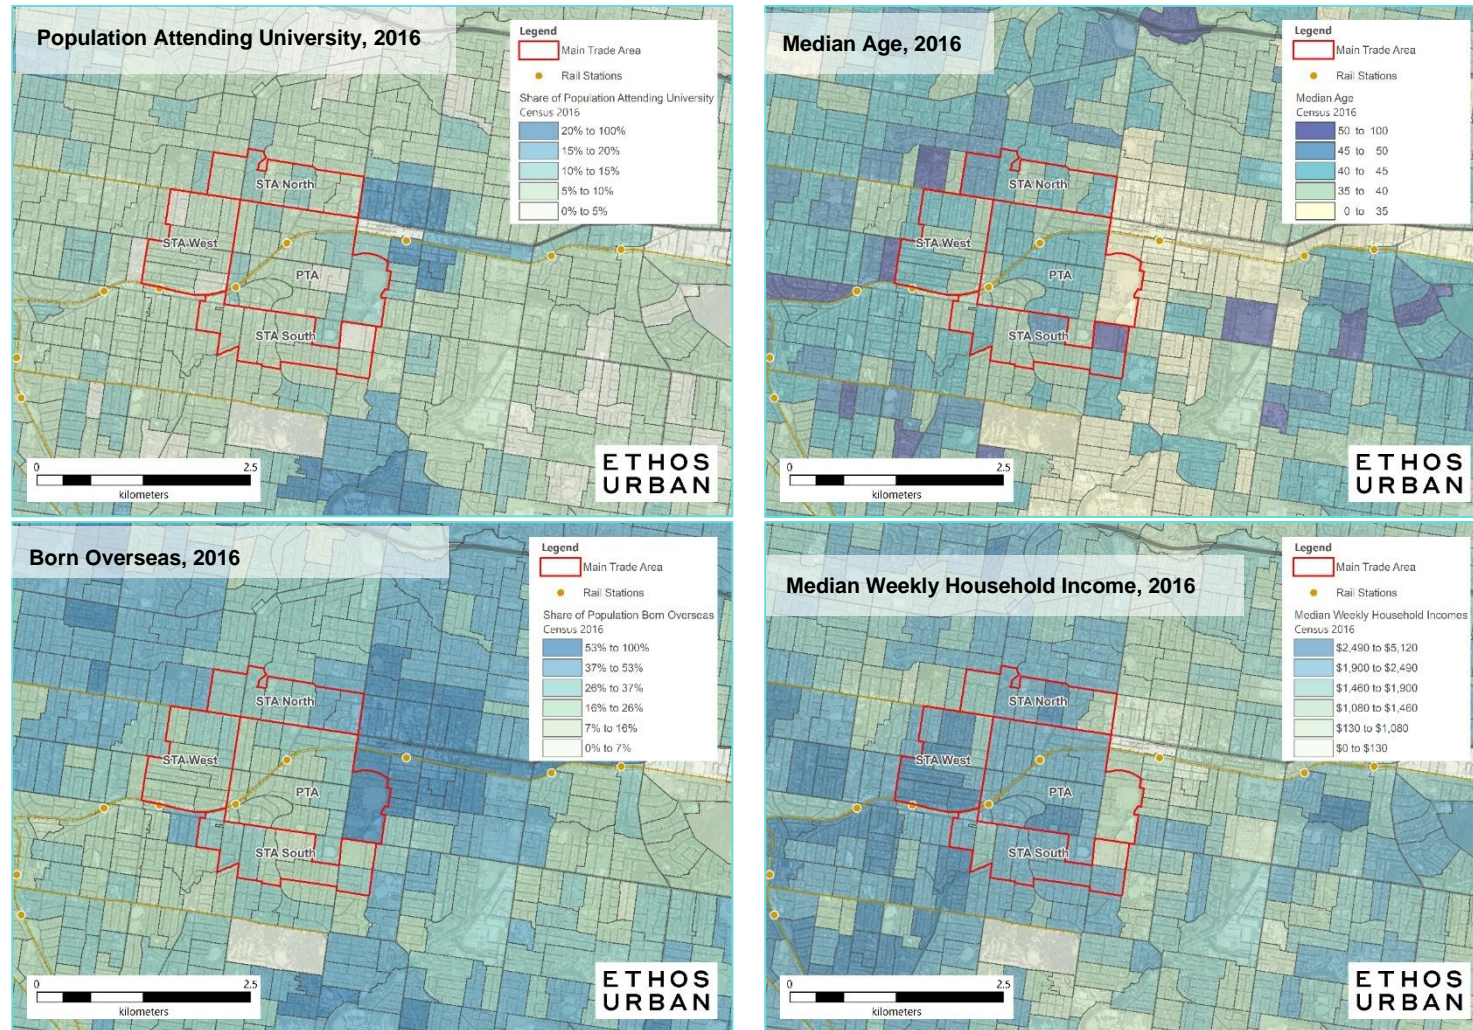 Population Attending University, 2016
Legend
Main Trade Area
Rail Stations
Share of Population Attending University
Census 2016
20% to 100%
15% to 20%
10% to 15%
5% to 10%
0% to 5%
STA North
STA West
PTA
STA South
0 2.5
kilometers
ETHOS
URBAN
Median Age, 2016
Legend
Main Trade Area
Rail Stations
Median Age
Census 2016
50 to 100
45 to 50
40 to 45
35 to 40
0 to 35
STA North
STA West
PTA
STA South
0 2.5
kilometers
ETHOS
URBAN
Born Overseas, 2016
Legend
Main Trade Area
Rail Stations
Share of Population Born Overseas
Census 2016
53% to 100%
37% to 53%
26% to 37%
16% to 26%
7% to 16%
0% to 7%
STA North
STA West
PTA
STA South
0 2.5
kilometers
ETHOS
URBAN
Median Weekly Household Income, 2016
Legend
Main Trade Area
Rail Stations
Median Weekly Household Incomes
Census 2016
$2,490 to $5,120
$1,900 to $2,490
$1,460 to $1,900
$1,080 to $1,460
$130 to $1,080
$0 to $130
STA North
STA West
PTA
STA South
0 2.5
kilometers
ETHOS
URBAN